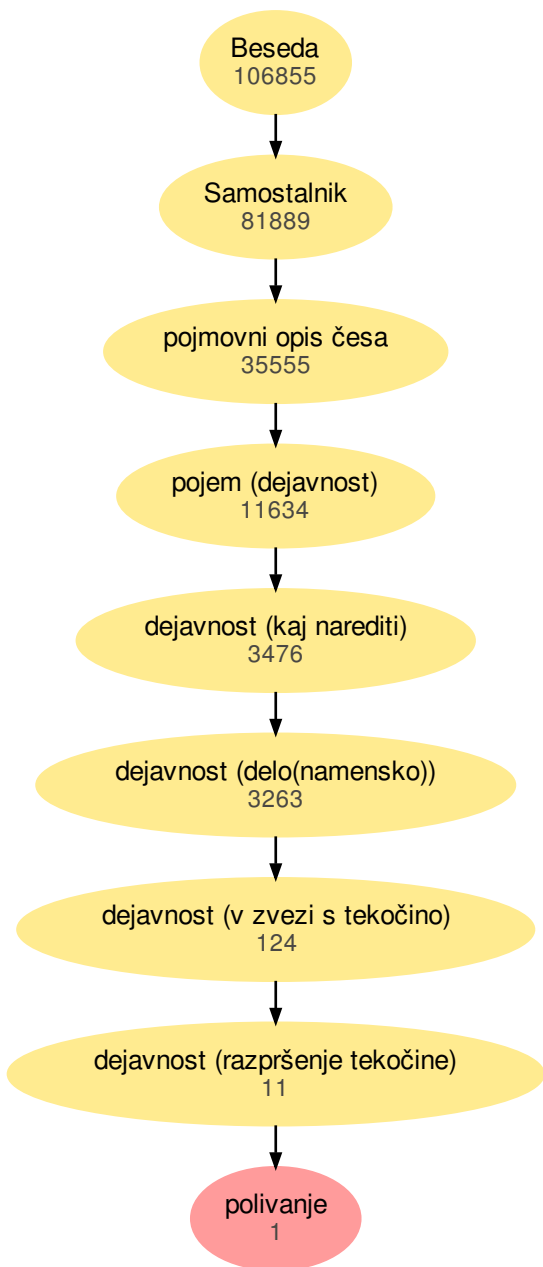 Beseda
106855
Samostalnik
81889
pojmovni opis česa
35555
pojem (dejavnost)
11634
dejavnost (kaj narediti)
3476
dejavnost (delo(namensko))
3263
dejavnost (v zvezi s tekočino)
124
dejavnost (razpršenje tekočine)
11
polivanje
1